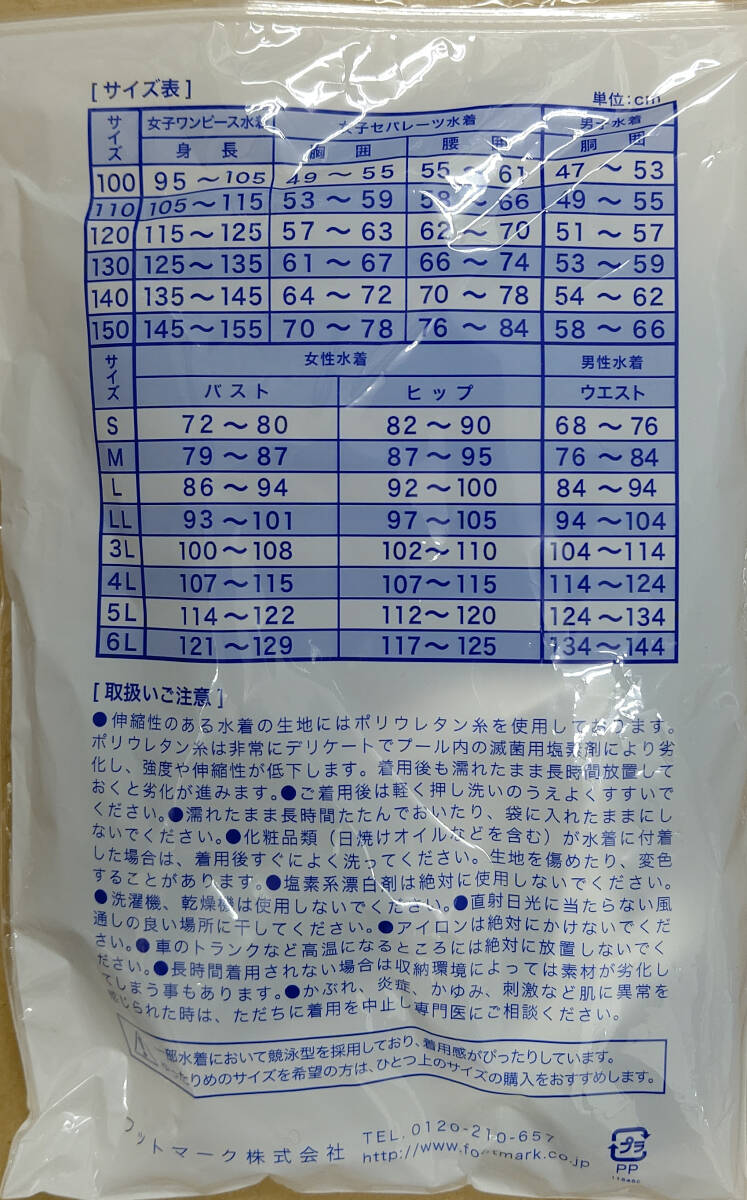 [ サイズ表 ]
単位:cm
サイズ 女子ワンピース水着 女子セパレーツ水着 男子水着
身長 胸囲 腰囲 胴囲
100 95〜105 49〜55 55〜61 47〜53
110 105〜115 53〜59 58〜66 49〜55
120 115〜125 57〜63 62〜70 51〜57
130 125〜135 61〜67 66〜74 53〜59
140 135〜145 64〜72 70〜78 54〜62
150 145〜155 70〜78 76〜84 58〜66
サイズ 女性水着 男性水着
バスト ヒップ ウエスト
S 72〜80 82〜90 68〜76
M 79〜87 87〜95 76〜84
L 86〜94 92〜100 84〜94
LL 93〜101 97〜105 94〜104
3L 100〜108 102〜110 104〜114
4L 107〜115 107〜115 114〜124
5L 114〜122 112〜120 124〜134
6L 121〜129 117〜125 134〜144
[ 取扱いご注意 ]
●伸縮性のある水着の生地にはポリウレタン糸を使用しております。
ポリウレタン糸は非常にデリケートでプール内の滅菌用塩素剤により劣
化し、強度や伸縮性が低下します。着用後も濡れたまま長時間放置して
おくと劣化が進みます。●ご着用後は軽く押し洗いのうえよくすすいで
ください。●濡れたまま長時間たたんでおいたり、袋に入れたままにし
ないでください。●化粧品類（日焼けオイルなどを含む）が水着に付着
した場合は、着用後すぐによく洗ってください。生地を傷めたり、変色
することがあります。●塩素系漂白剤は絶対に使用しないでください。
●洗濯機、乾燥機は使用しないでください。●直射日光に当たらない風
通しの良い場所に干してください。●アイロンは絶対にかけないでくだ
さい。●車のトランクなど高温になるところには絶対に放置しないでく
ださい。●長時間着用されない場合は収納環境によっては素材が劣化し
てしまう事もあります。●かぶれ、炎症、かゆみ、刺激など肌に異常を
感じられた時は、ただちに着用を中止し専門医にご相談ください。
一部水着において競泳型を採用しており、着用感がぴったりしています。
ゆったりめのサイズを希望の方は、ひとつ上のサイズの購入をおすすめします。
フットマーク株式会社
TEL. 0120-210-657
http://www.footmark.co.jp
プラ
PP